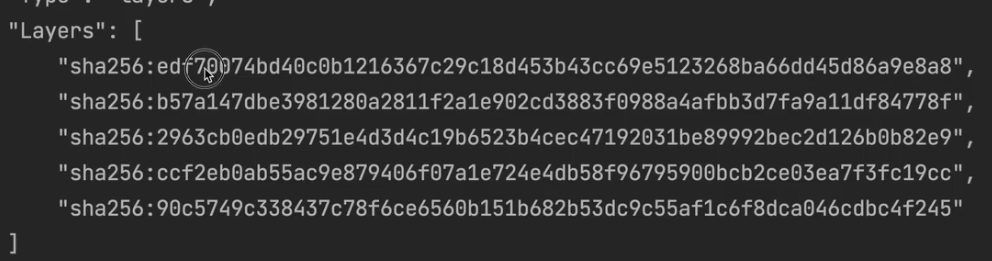 "Layers": [
"sha256:edf70074bd40c0b1216367c29c18d453b43cc69e5123268ba66dd45d86a9e8a8",
"sha256:b57a147dbe3981280a2811f2a1e902cd3883f0988a4afbb3d7fa9a11df84778f",
"sha256:2963cb0edb29751e4d3d4c19b6523b4cec47192031be89992bec2d126b0b82e9",
"sha256:ccf2eb0ab55ac9e879406f07a1e724e4db58f96795900bcb2ce03ea7f3fc19cc",
"sha256:90c5749c338437c78f6ce6560b151b682b53dc9c55af1c6f8dca046cdbc4f245"
]